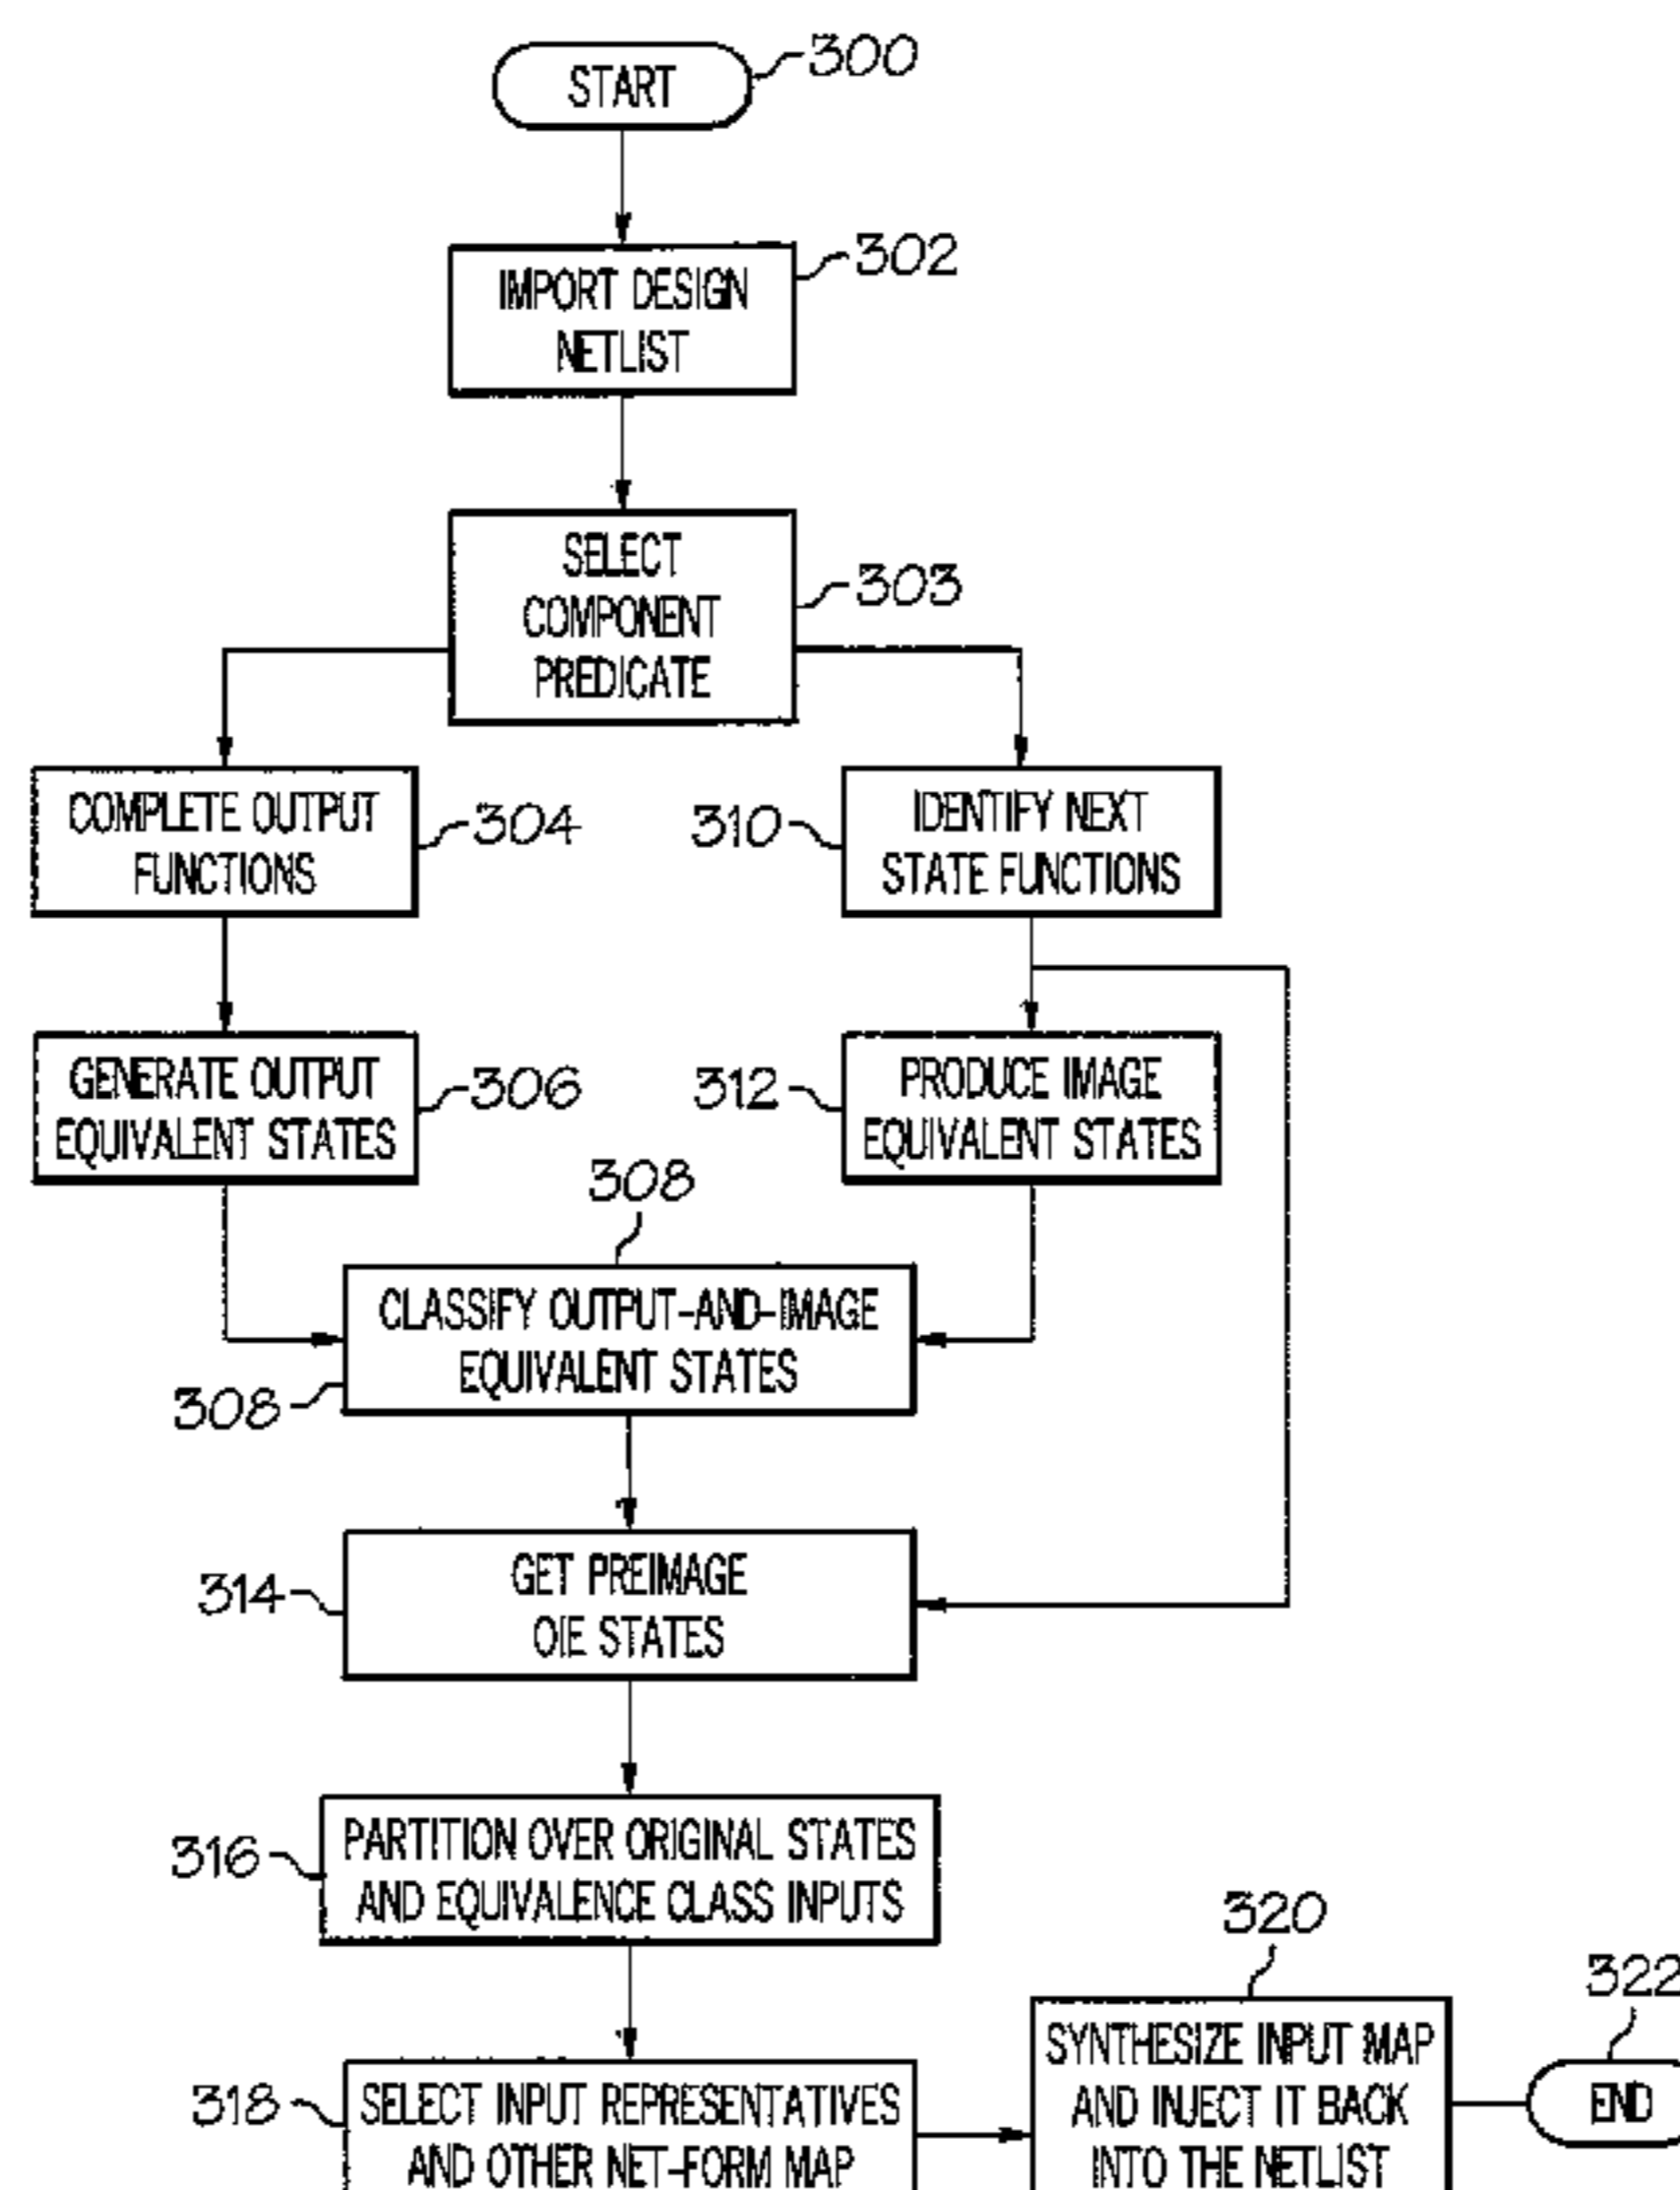 START
300
IMPORT DESIGN
NETLIST
302
SELECT
COMPONENT
PREDICATE
303
COMPLETE OUTPUT
FUNCTIONS
304
310
IDENTIFY NEXT
STATE FUNCTIONS
GENERATE OUTPUT
EQUIVALENT STATES
306
312
PRODUCE IMAGE
EQUIVALENT STATES
308
CLASSIFY OUTPUT-AND-IMAGE
EQUIVALENT STATES
308
314
GET PREIMAGE
OIE STATES
316
PARTITION OVER ORIGINAL STATES
AND EQUIVALENCE CLASS INPUTS
318
SELECT INPUT REPRESENTATIVES
AND OTHER NET-FORM MAP
320
SYNTHESIZE INPUT MAP
AND INJECT IT BACK
INTO THE NETLIST
322
END